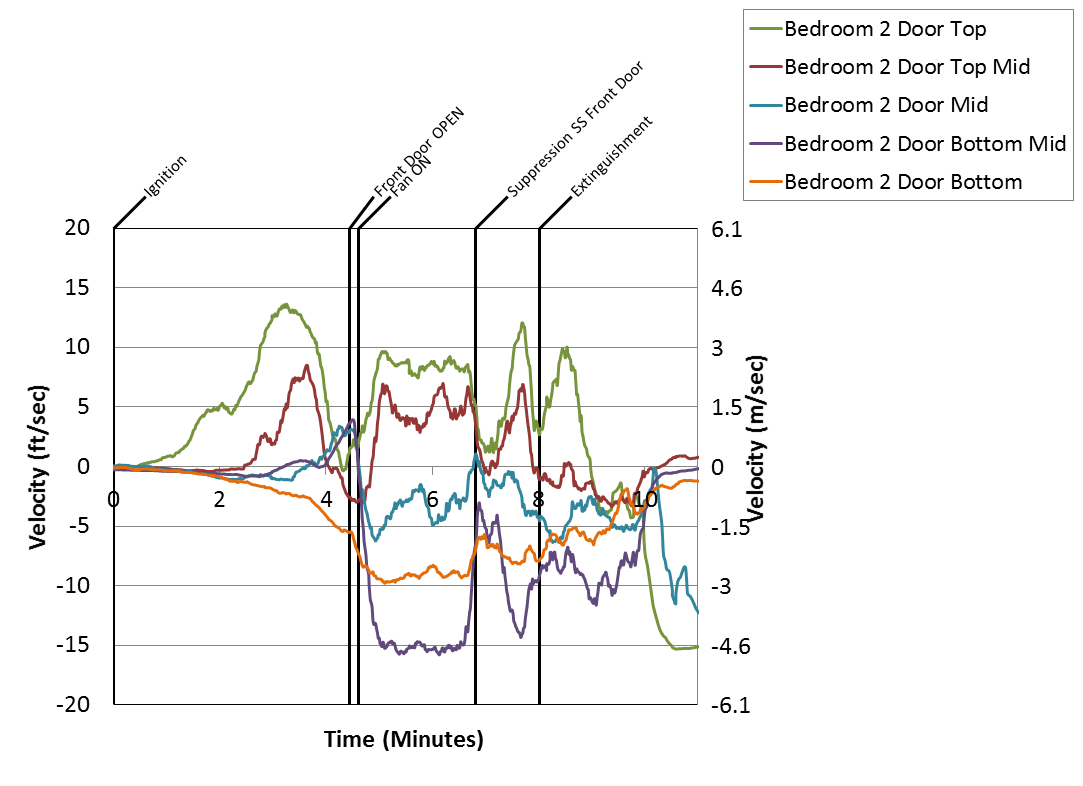 Bedroom 2 Door Top
Bedroom 2 Door Top Mid
Bedroom 2 Door Mid
Bedroom 2 Door Bottom Mid
Bedroom 2 Door Bottom
Ignition
Front Door OPEN
Fan ON
Suppression SS Front Door
Extinguishment
20
15
10
5
0
-5
-10
-15
-20
Velocity (ft/sec)
6.1
4.6
3
1.5
0
-1.5
-3
-4.6
-6.1
Velocity (m/sec)
0 2 4 6 8 10
Time (Minutes)